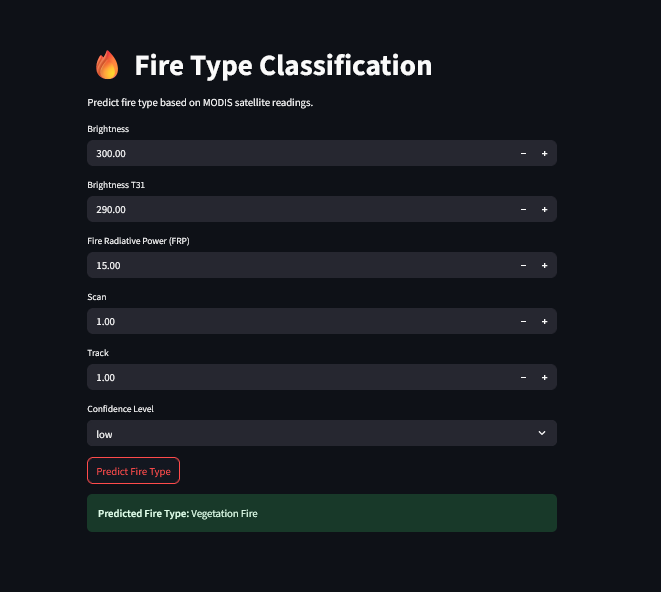 Fire Type Classification
Predict fire type based on MODIS satellite readings.
Brightness
300.00
Brightness T31
290.00
Fire Radiative Power (FRP)
15.00
Scan
1.00
Track
1.00
Confidence Level
low
Predict Fire Type
Predicted Fire Type: Vegetation Fire